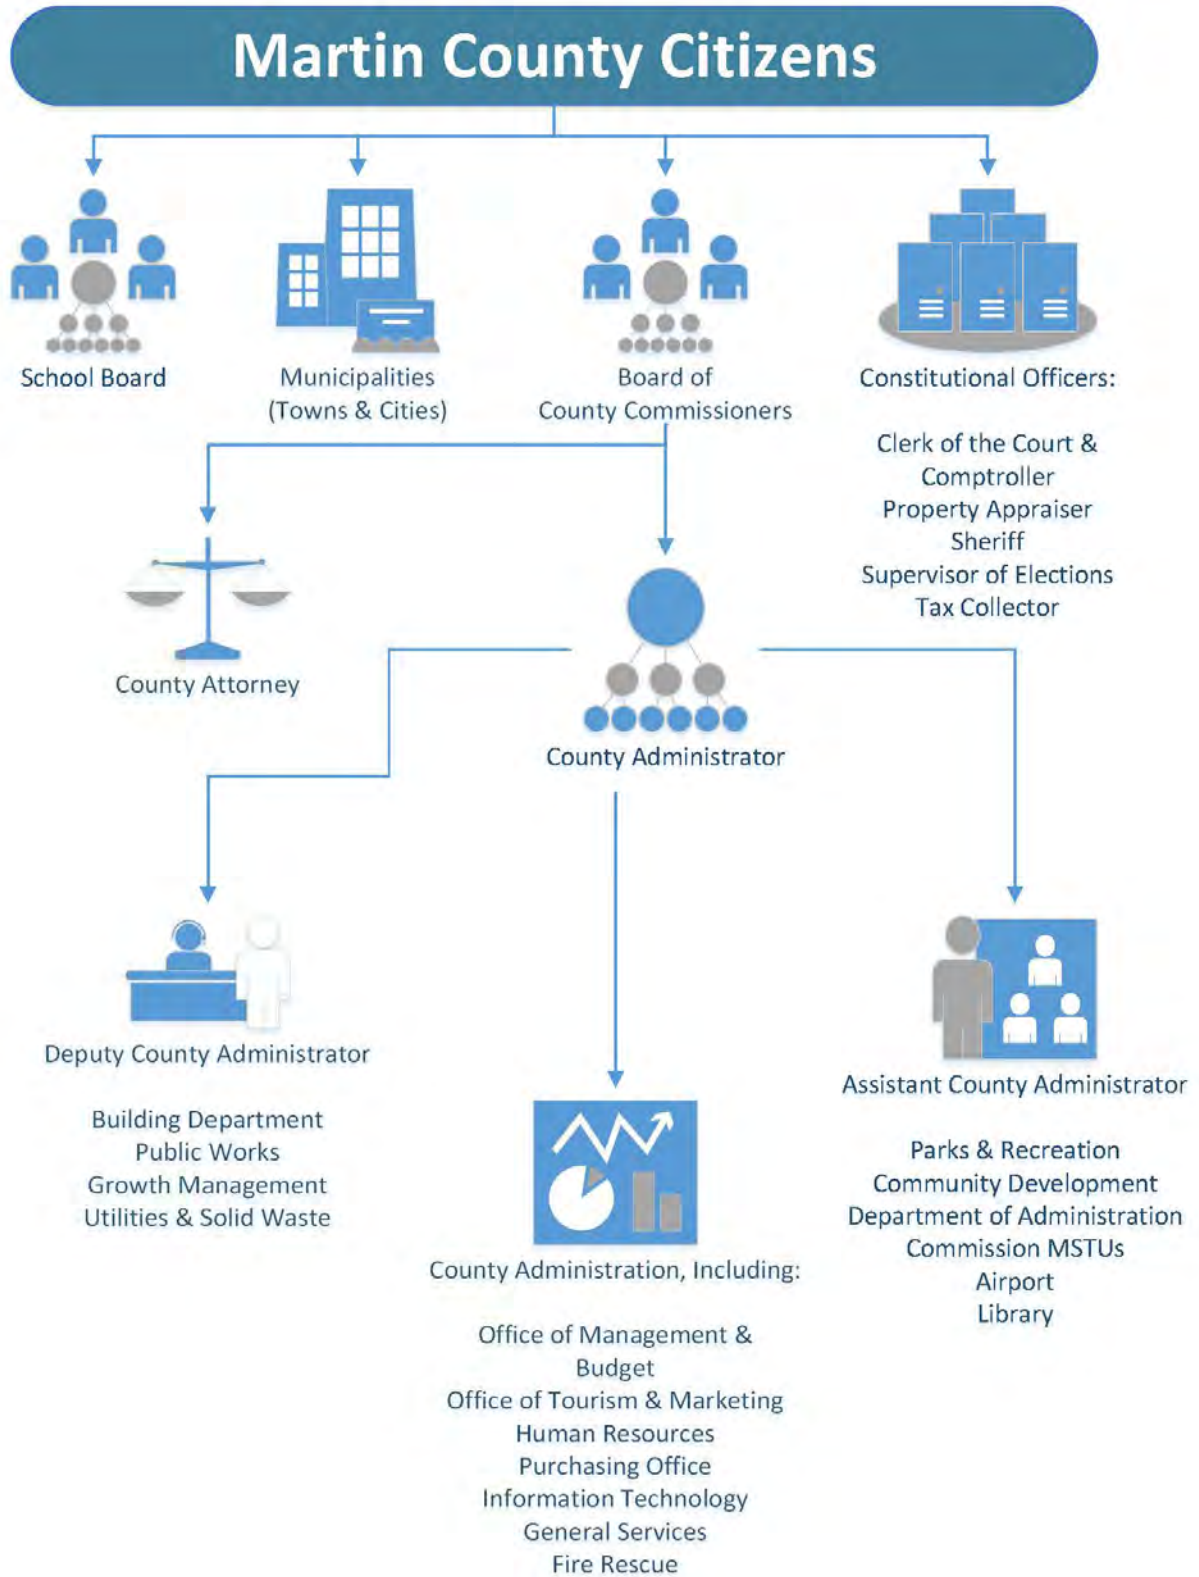 Martin County Citizens
School Board
Municipalities
(Towns & Cities)
Board of
County Commissioners
Constitutional Officers:
Clerk of the Court &
Comptroller
Property Appraiser
Sheriff
Supervisor of Elections
Tax Collector
County Attorney
County Administrator
Deputy County Administrator
Building Department
Public Works
Growth Management
Utilities & Solid Waste
County Administration, Including:
Office of Management &
Budget
Office of Tourism & Marketing
Human Resources
Purchasing Office
Information Technology
General Services
Fire Rescue
Assistant County Administrator
Parks & Recreation
Community Development
Department of Administration
Commission MSTUs
Airport
Library